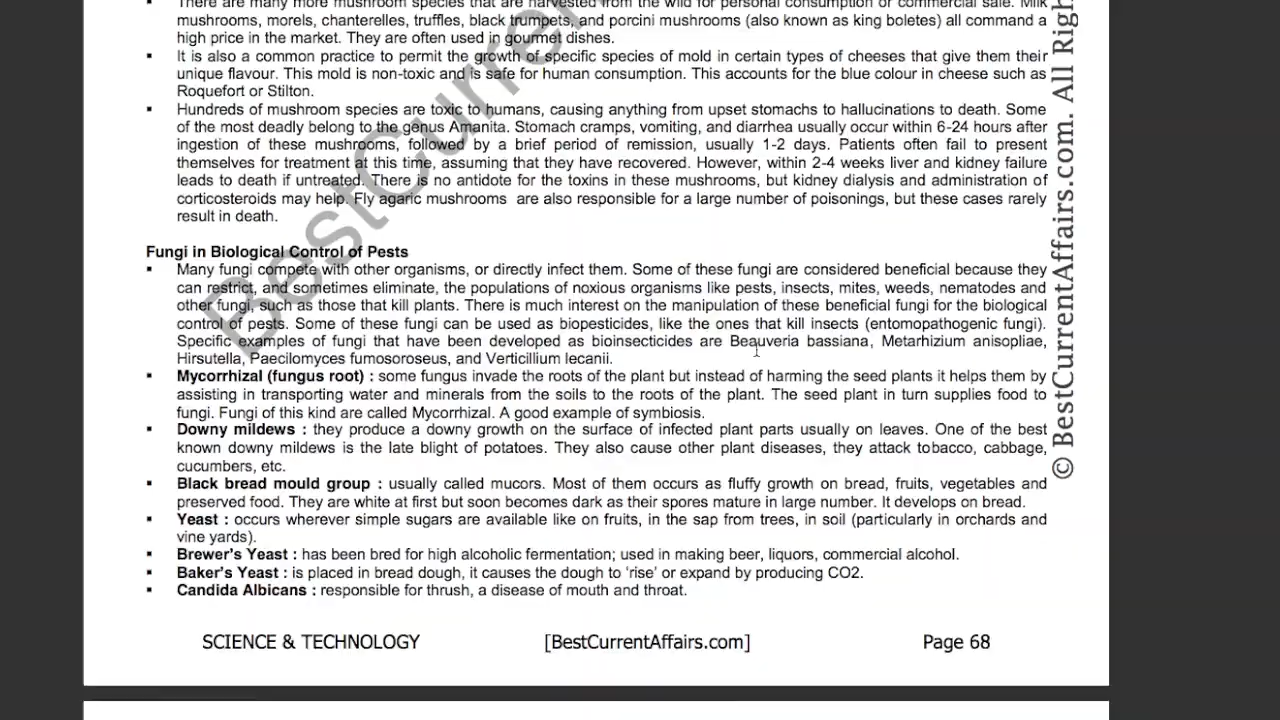 There are many more mushroom species that are harvested from the wild for personal consumption or commercial sale. Milk
mushrooms, morels, chanterelles, truffles, black trumpets, and porcini mushrooms (also known as king boletes) all command a
high price in the market. They are often used in gourmet dishes.
▪ It is also a common practice to permit the growth of specific species of mold in certain types of cheeses that give them their
unique flavour. This mold is non-toxic and is safe for human consumption. This accounts for the blue colour in cheese such as
Roquefort or Stilton.
▪ Hundreds of mushroom species are toxic to humans, causing anything from upset stomachs to hallucinations to death. Some
of the most deadly belong to the genus Amanita. Stomach cramps, vomiting, and diarrhea usually occur within 6-24 hours after
ingestion of these mushrooms, followed by a brief period of remission, usually 1-2 days. Patients often fail to present
themselves for treatment at this time, assuming that they have recovered. However, within 2-4 weeks liver and kidney failure
leads to death if untreated. There is no antidote for the toxins in these mushrooms, but kidney dialysis and administration of
corticosteroids may help. Fly agaric mushrooms are also responsible for a large number of poisonings, but these cases rarely
result in death.
Fungi in Biological Control of Pests
▪ Many fungi compete with other organisms, or directly infect them. Some of these fungi are considered beneficial because they
can restrict, and sometimes eliminate, the populations of noxious organisms like pests, insects, mites, weeds, nematodes and
other fungi, such as those that kill plants. There is much interest on the manipulation of these beneficial fungi for the biological
control of pests. Some of these fungi can be used as biopesticides, like the ones that kill insects (entomopathogenic fungi).
Specific examples of fungi that have been developed as bioinsecticides are Beauveria bassiana, Metarhizium anisopliae,
Hirsutella, Paecilomyces fumosoroseus, and Verticillium lecanii.
▪ Mycorrhizal (fungus root) : some fungus invade the roots of the plant but instead of harming the seed plants it helps them by
assisting in transporting water and minerals from the soils to the roots of the plant. The seed plant in turn supplies food to
fungi. Fungi of this kind are called Mycorrhizal. A good example of symbiosis.
▪ Downy mildews : they produce a downy growth on the surface of infected plant parts usually on leaves. One of the best
known downy mildews is the late blight of potatoes. They also cause other plant diseases, they attack tobacco, cabbage,
cucumbers, etc.
▪ Black bread mould group : usually called mucors. Most of them occurs as fluffy growth on bread, fruits, vegetables and
preserved food. They are white at first but soon becomes dark as their spores mature in large number. It develops on bread.
▪ Yeast : occurs wherever simple sugars are available like on fruits, in the sap from trees, in soil (particularly in orchards and
vine yards).
▪ Brewer's Yeast : has been bred for high alcoholic fermentation; used in making beer, liquors, commercial alcohol.
▪ Baker's Yeast : is placed in bread dough, it causes the dough to 'rise' or expand by producing CO2.
▪ Candida Albicans : responsible for thrush, a disease of mouth and throat.
SCIENCE & TECHNOLOGY [BestCurrentAffairs.com] Page 68
© BestCurrentAffairs.com. All Righ
BestCurren